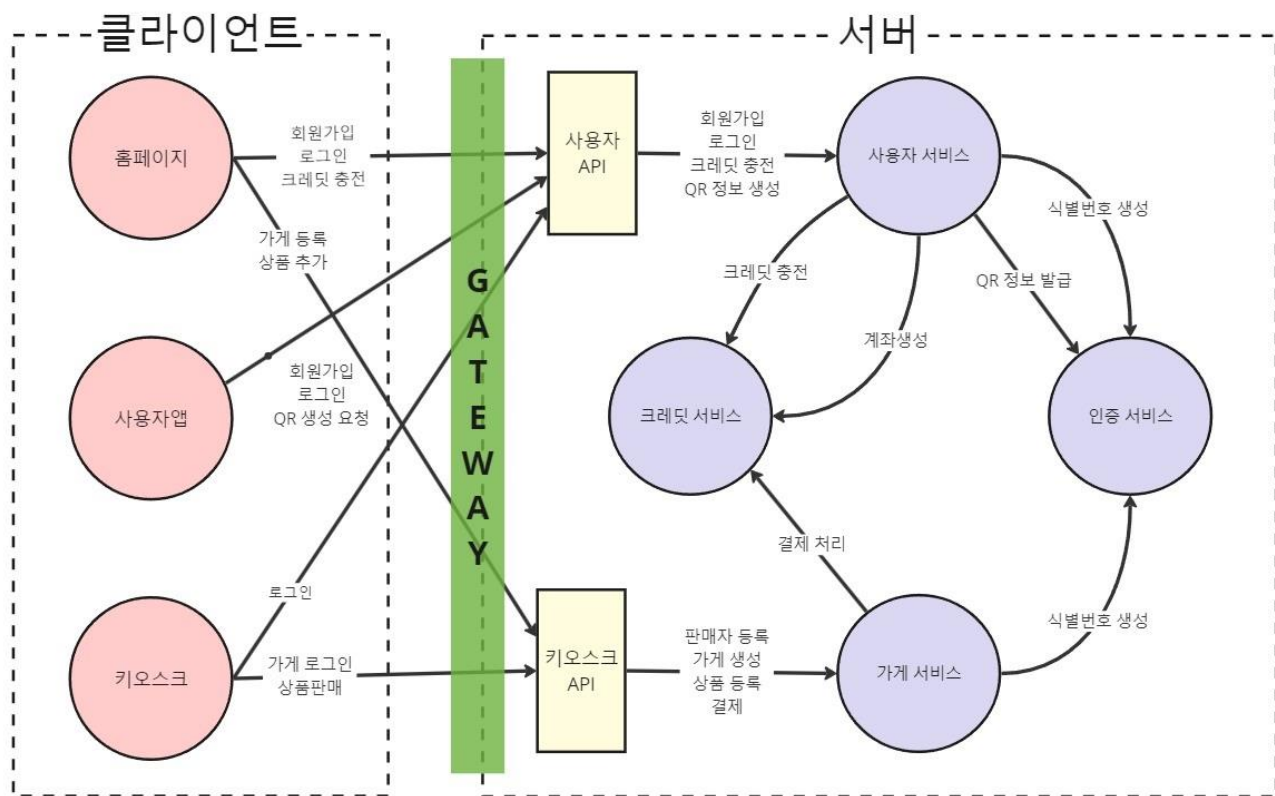 클라이언트
서버
홈페이지
회원가입
로그인
크레딧 충전
사용자
API
회원가입
로그인
크레딧 충전
QR 정보 생성
사용자 서비스
식별번호 생성
가게 등록
상품 추가
크레딧 충전
QR 정보 발급
GATEWAY
계좌생성
사용자앱
회원가입
로그인
QR 생성 요청
크레딧 서비스
인증 서비스
결제 처리
로그인
키오스크
가게 로그인
상품판매
키오스크
API
판매자 등록
가게 생성
상품 등록
결제
가게 서비스
식별번호 생성